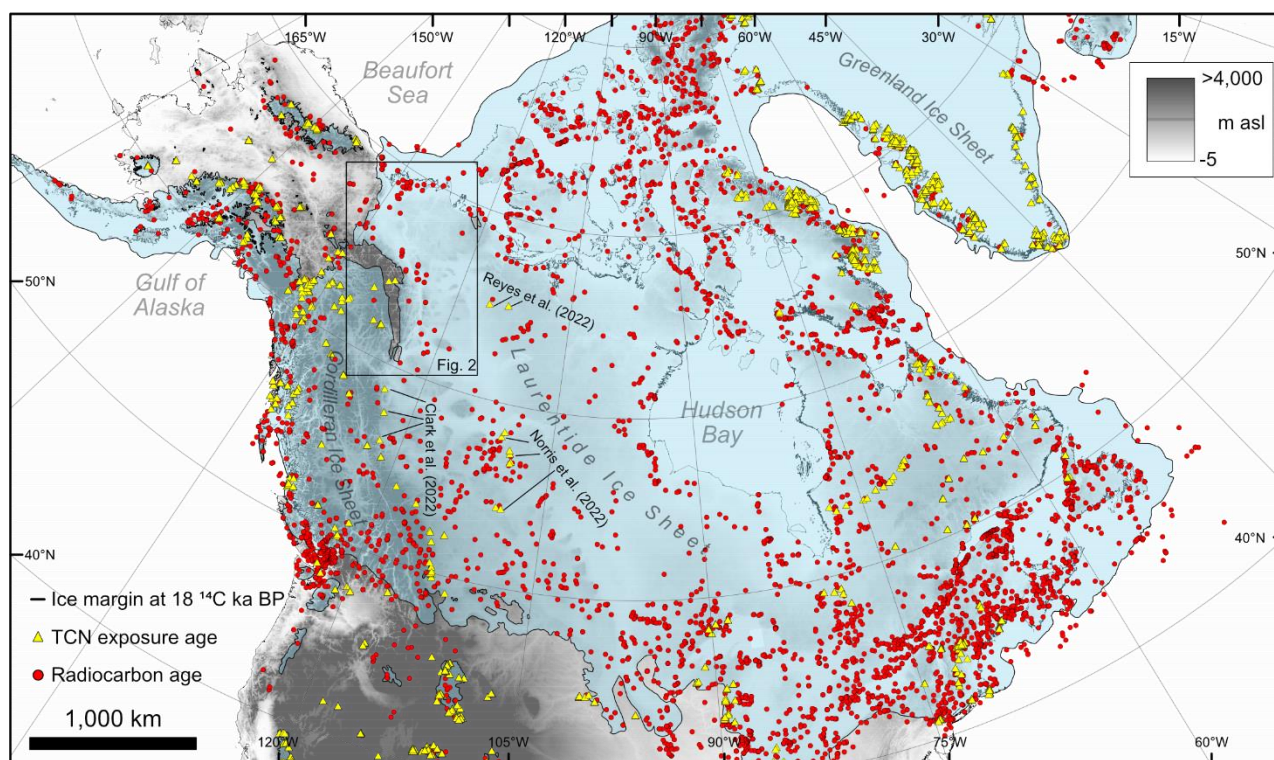 165°W
150°W
120°W
90°W
60°W
45°W
30°W
15°W
Beaufort
Sea
Greenland Ice Sheet
>4,000
m asl
-5
50°N
Gulf of
Alaska
50°N
Reyes et al. (2022)
Fig. 2
Laurentide Ice Sheet
Hudson
Bay
Cordilleran Ice Sheet
Clark et al. (2022)
Norris et al. (2022)
40°N
40°N
Ice margin at 18 ¹⁴C ka BP
TCN exposure age
Radiocarbon age
1,000 km
120°W
105°W
90°W
75°W
60°W